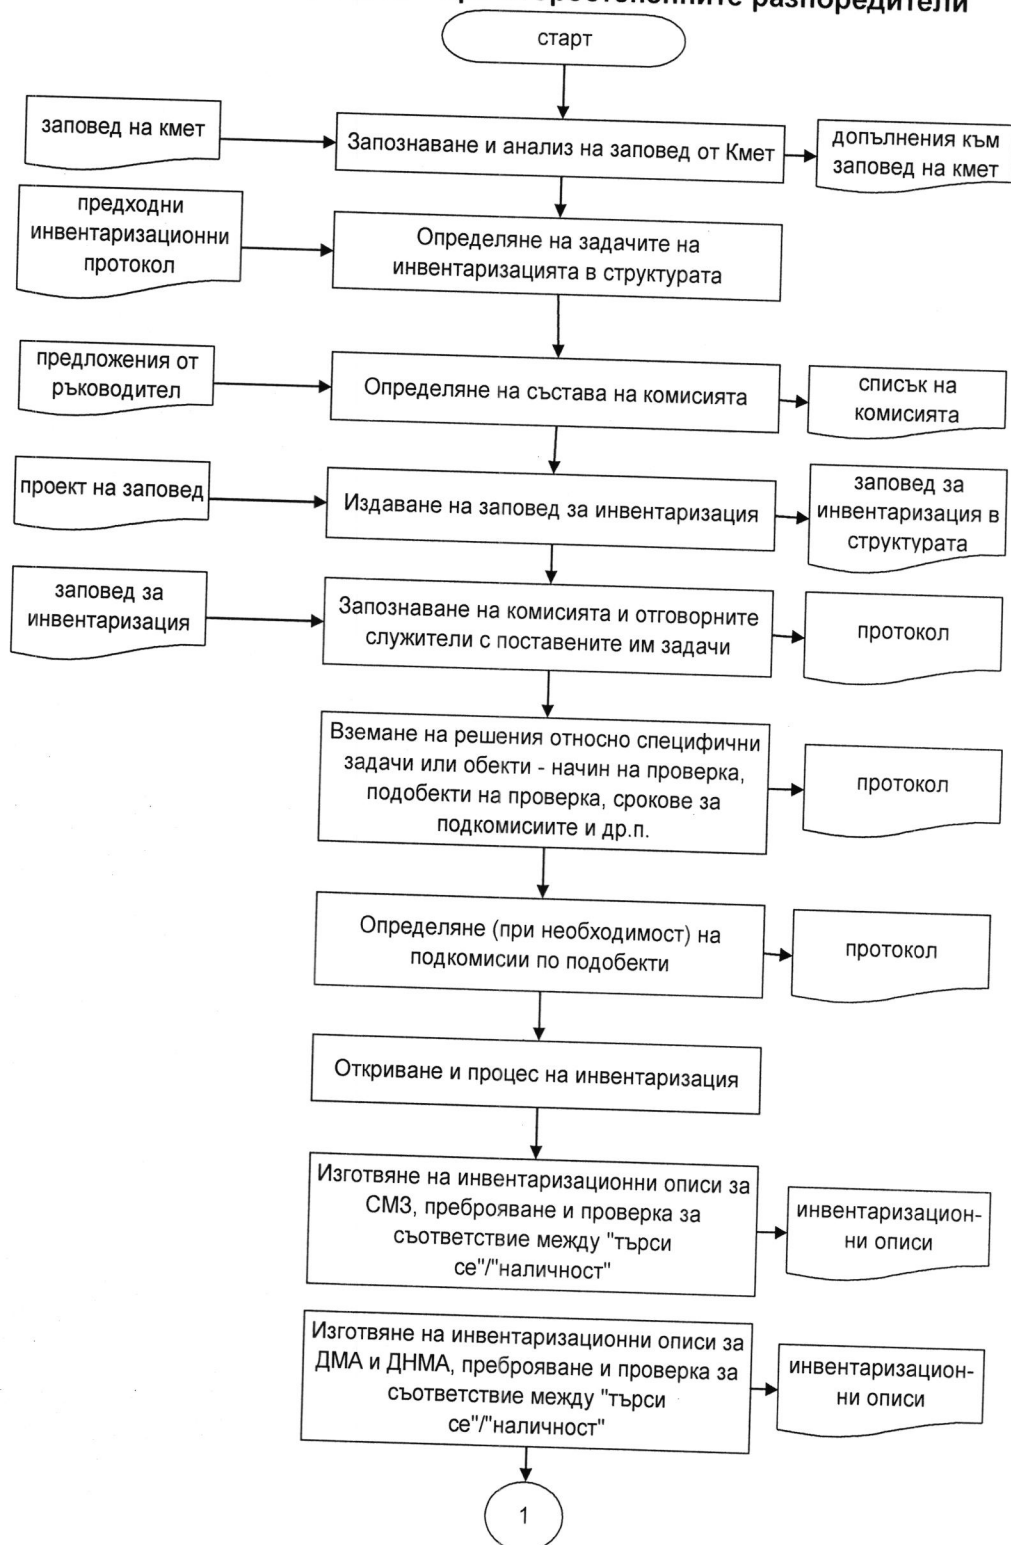 разпоредители
старт
заповед на кмет
Запознаване и анализ на заповед от Кмет
допълнения към
заповед на кмет
предходни
инвентаризационни
протокол
Определяне на задачите на
инвентаризацията в структурата
предложения от
ръководител
Определяне на състава на комисията
списък на
комисията
проект на заповед
Издаване на заповед за инвентаризация
заповед за
инвентаризация в
структурата
заповед за
инвентаризация
Запознаване на комисията и отговорните
служители с поставените им задачи
протокол
Вземане на решения относно специфични
задачи или обекти - начин на проверка,
подобекти на проверка, срокове за
подкомисиите и др.п.
протокол
Определяне (при необходимост) на
подкомисии по подобекти
протокол
Откриване и процес на инвентаризация
Изготвяне на инвентаризационни описи за
СМЗ, преброяване и проверка за
съответствие между "търси
се"/"наличност"
инвентаризацион-
ни описи
Изготвяне на инвентаризационни описи за
ДМА и ДНМА, преброяване и проверка за
съответствие между "търси
се"/"наличност"
инвентаризацион-
ни описи
1